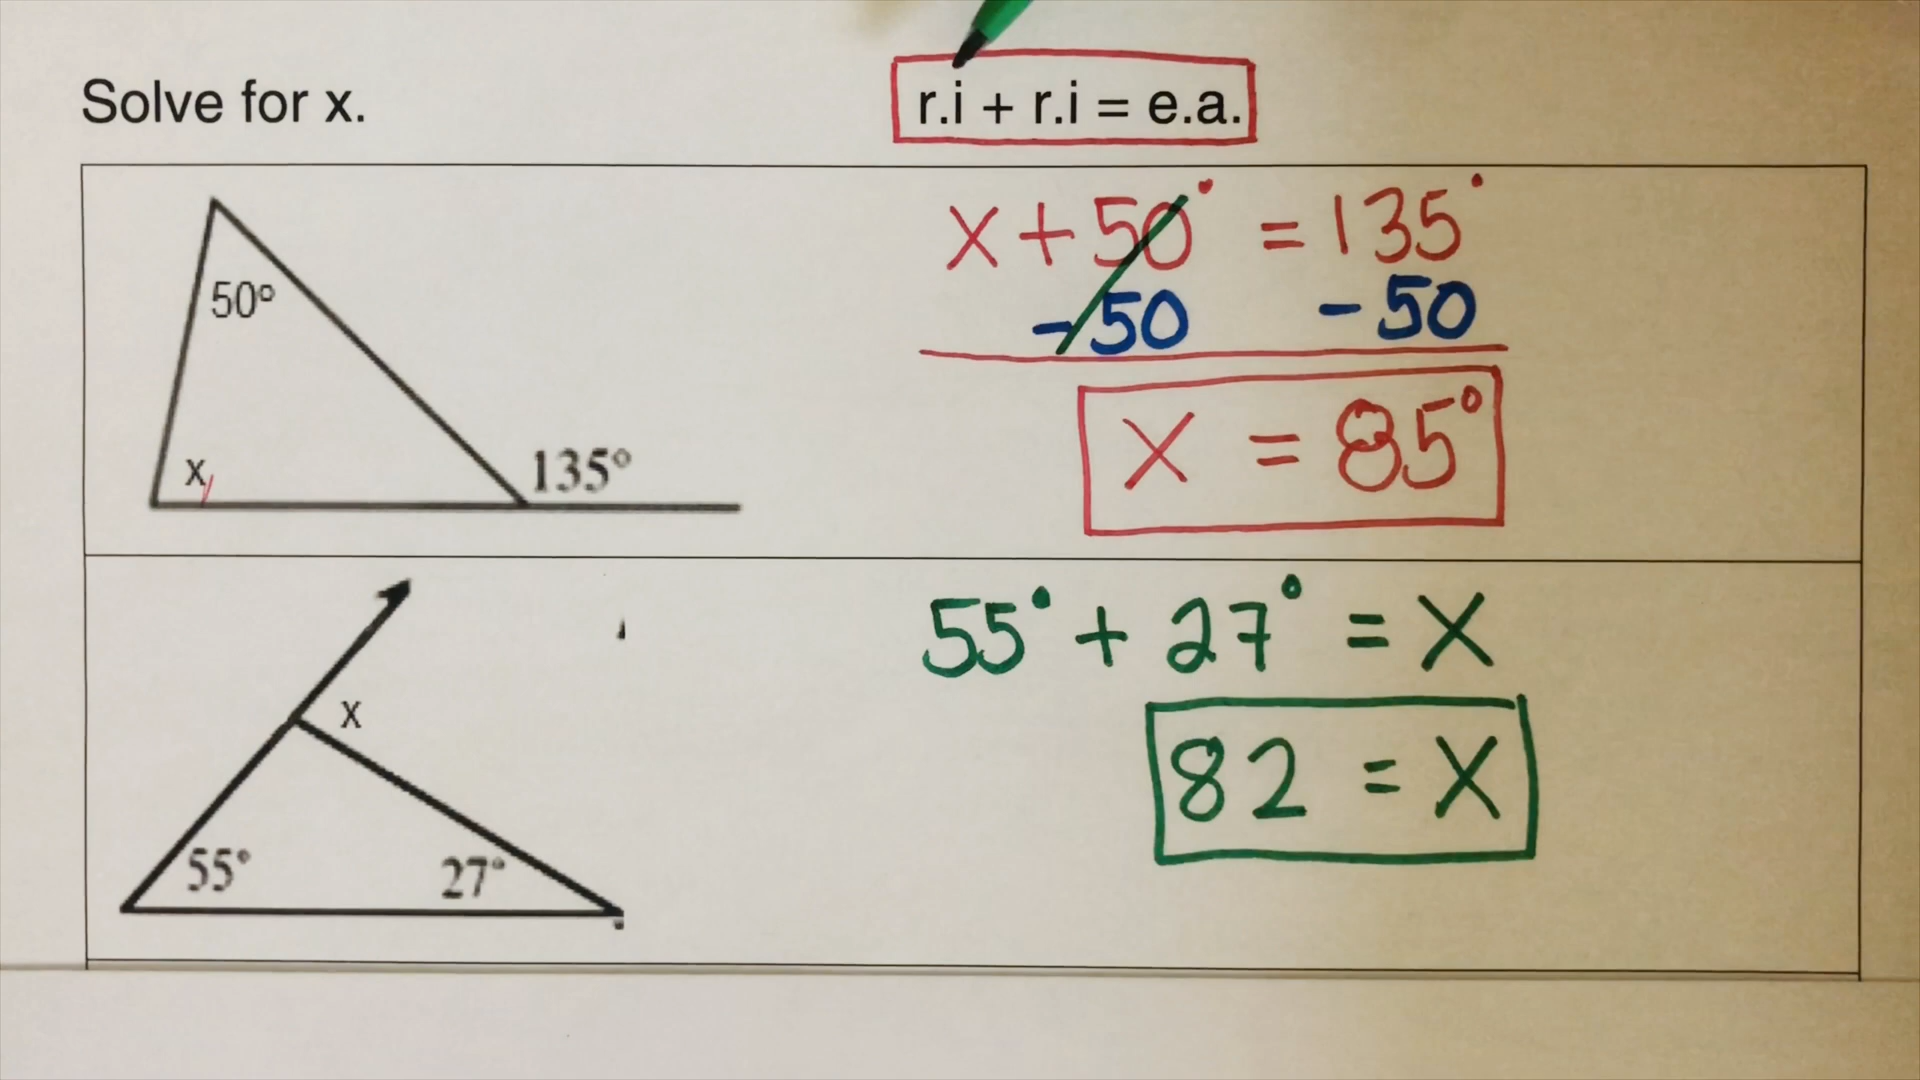 Solve for x.
r.i + r.i = e.a.
50°
x
135°
x + 50° = 135°
- 50 - 50
x = 85°
x
55°
27°
55° + 27° = x
82 = x